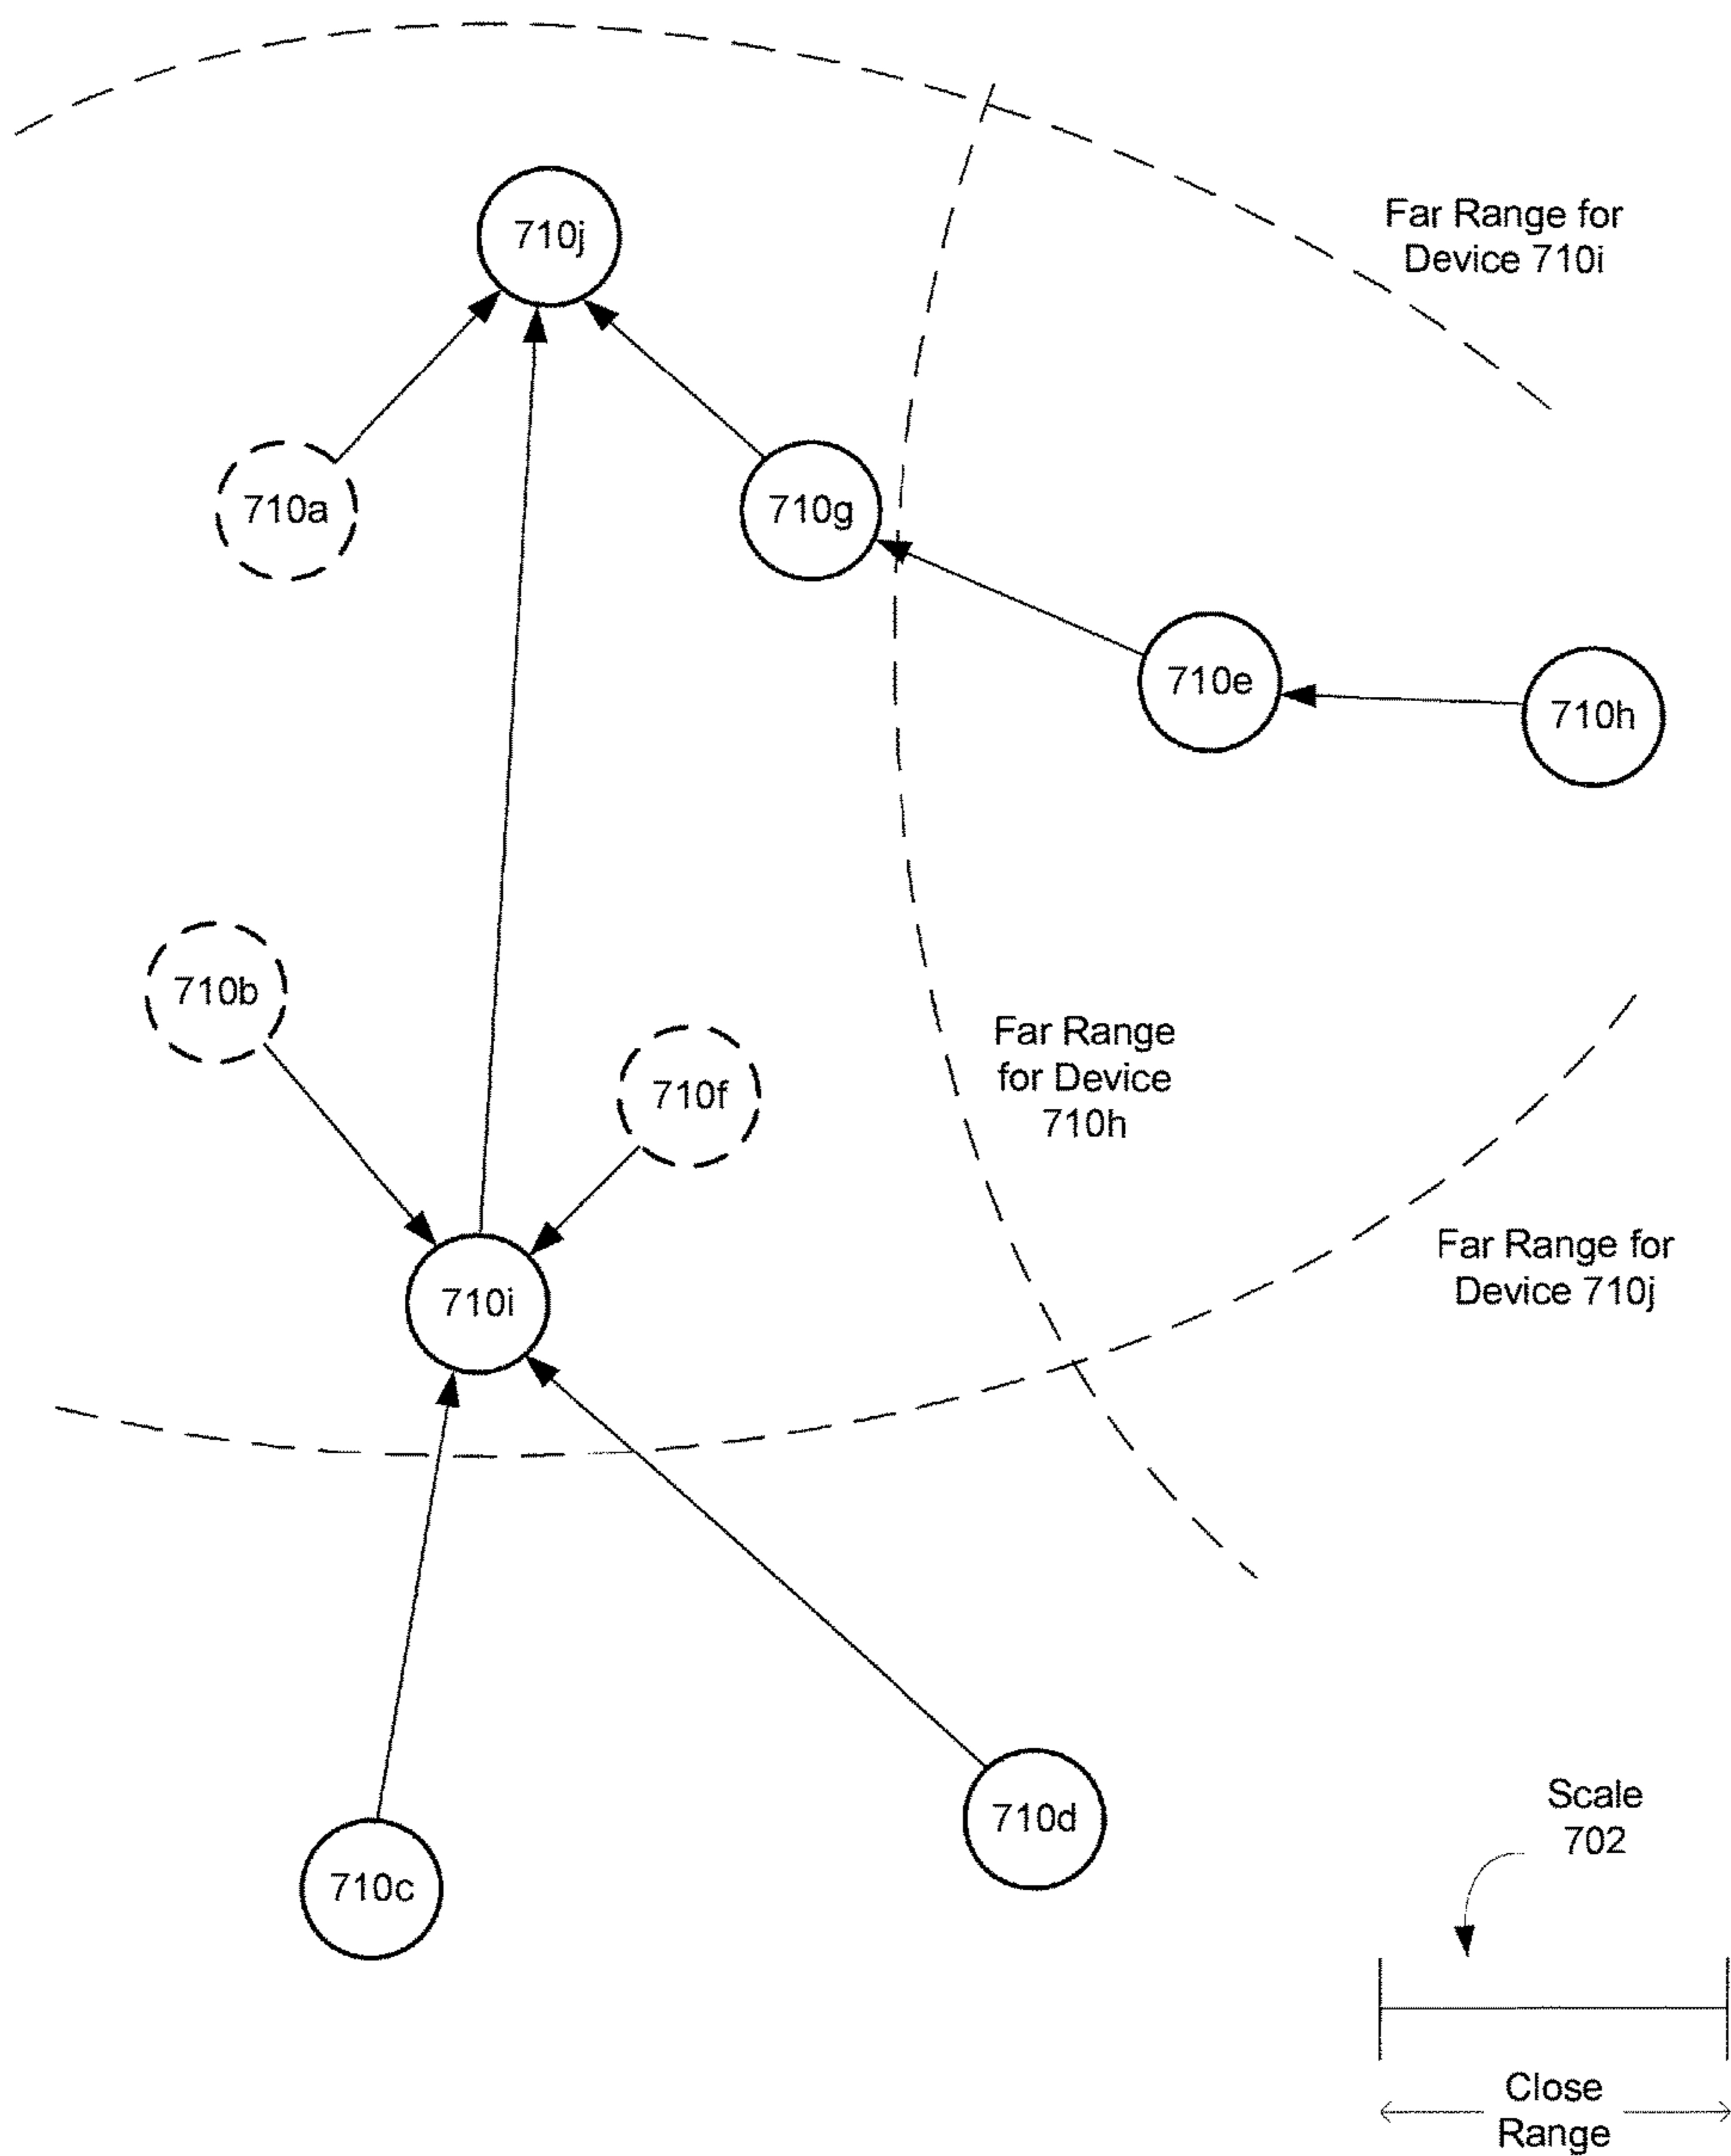 Far Range for
Device 710i
710j
710a
710g
710e
710h
710b
710f
Far Range
for Device
710h
710i
Far Range for
Device 710j
710c
710d
Scale
702
Close
Range